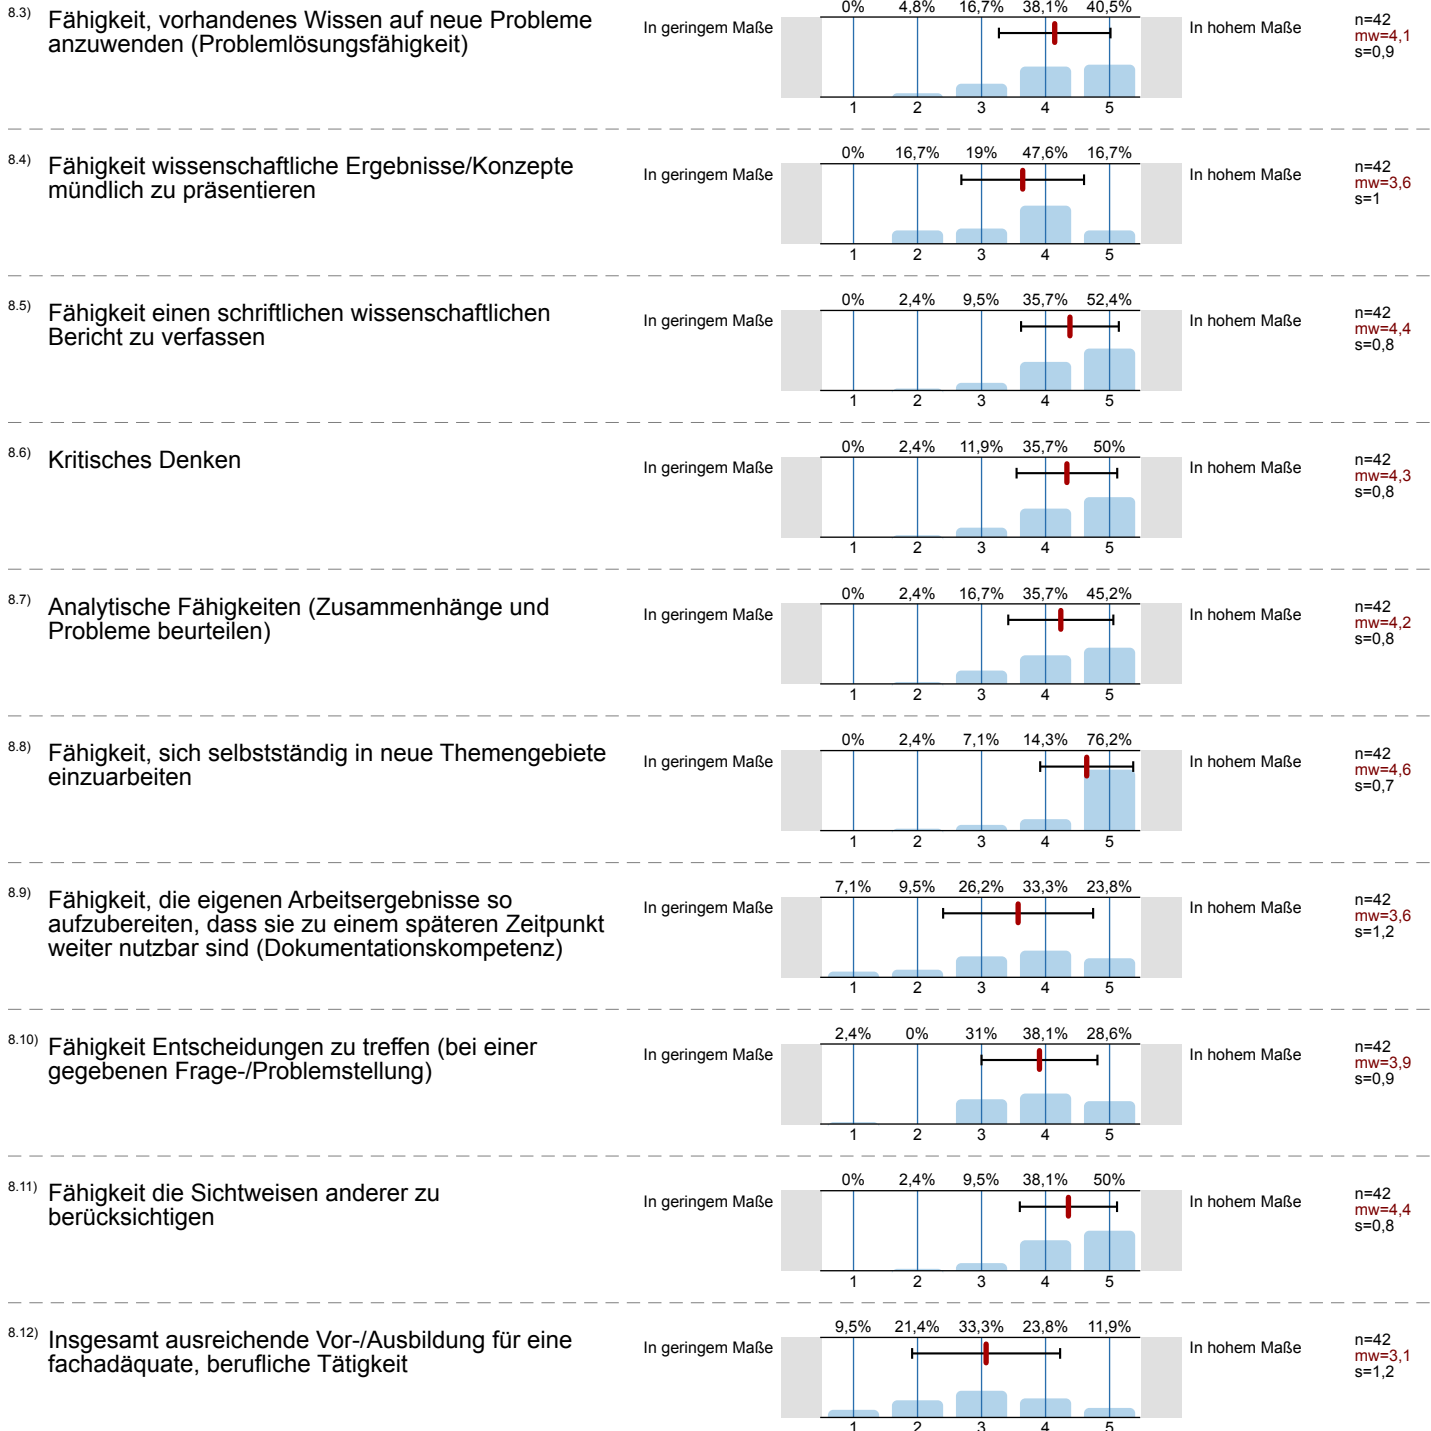 8.3) Fähigkeit, vorhandenes Wissen auf neue Probleme
anzuwenden (Problemlösungsfähigkeit)
In geringem Maße
0% 4,8% 16,7% 38,1% 40,5%
1 2 3 4 5
In hohem Maße
n=42
mw=4,1
s=0,9
8.4) Fähigkeit wissenschaftliche Ergebnisse/Konzepte
mündlich zu präsentieren
In geringem Maße
0% 16,7% 19% 47,6% 16,7%
1 2 3 4 5
In hohem Maße
n=42
mw=3,6
s=1
8.5) Fähigkeit einen schriftlichen wissenschaftlichen
Bericht zu verfassen
In geringem Maße
0% 2,4% 9,5% 35,7% 52,4%
1 2 3 4 5
In hohem Maße
n=42
mw=4,4
s=0,8
8.6) Kritisches Denken
In geringem Maße
0% 2,4% 11,9% 35,7% 50%
1 2 3 4 5
In hohem Maße
n=42
mw=4,3
s=0,8
8.7) Analytische Fähigkeiten (Zusammenhänge und
Probleme beurteilen)
In geringem Maße
0% 2,4% 16,7% 35,7% 45,2%
1 2 3 4 5
In hohem Maße
n=42
mw=4,2
s=0,8
8.8) Fähigkeit, sich selbstständig in neue Themengebiete
einzuarbeiten
In geringem Maße
0% 2,4% 7,1% 14,3% 76,2%
1 2 3 4 5
In hohem Maße
n=42
mw=4,6
s=0,7
8.9) Fähigkeit, die eigenen Arbeitsergebnisse so
aufzubereiten, dass sie zu einem späteren Zeitpunkt
weiter nutzbar sind (Dokumentationskompetenz)
In geringem Maße
7,1% 9,5% 26,2% 33,3% 23,8%
1 2 3 4 5
In hohem Maße
n=42
mw=3,6
s=1,2
8.10) Fähigkeit Entscheidungen zu treffen (bei einer
gegebenen Frage-/Problemstellung)
In geringem Maße
2,4% 0% 31% 38,1% 28,6%
1 2 3 4 5
In hohem Maße
n=42
mw=3,9
s=0,9
8.11) Fähigkeit die Sichtweisen anderer zu
berücksichtigen
In geringem Maße
0% 2,4% 9,5% 38,1% 50%
1 2 3 4 5
In hohem Maße
n=42
mw=4,4
s=0,8
8.12) Insgesamt ausreichende Vor-/Ausbildung für eine
fachadäquate, berufliche Tätigkeit
In geringem Maße
9,5% 21,4% 33,3% 23,8% 11,9%
1 2 3 4 5
In hohem Maße
n=42
mw=3,1
s=1,2